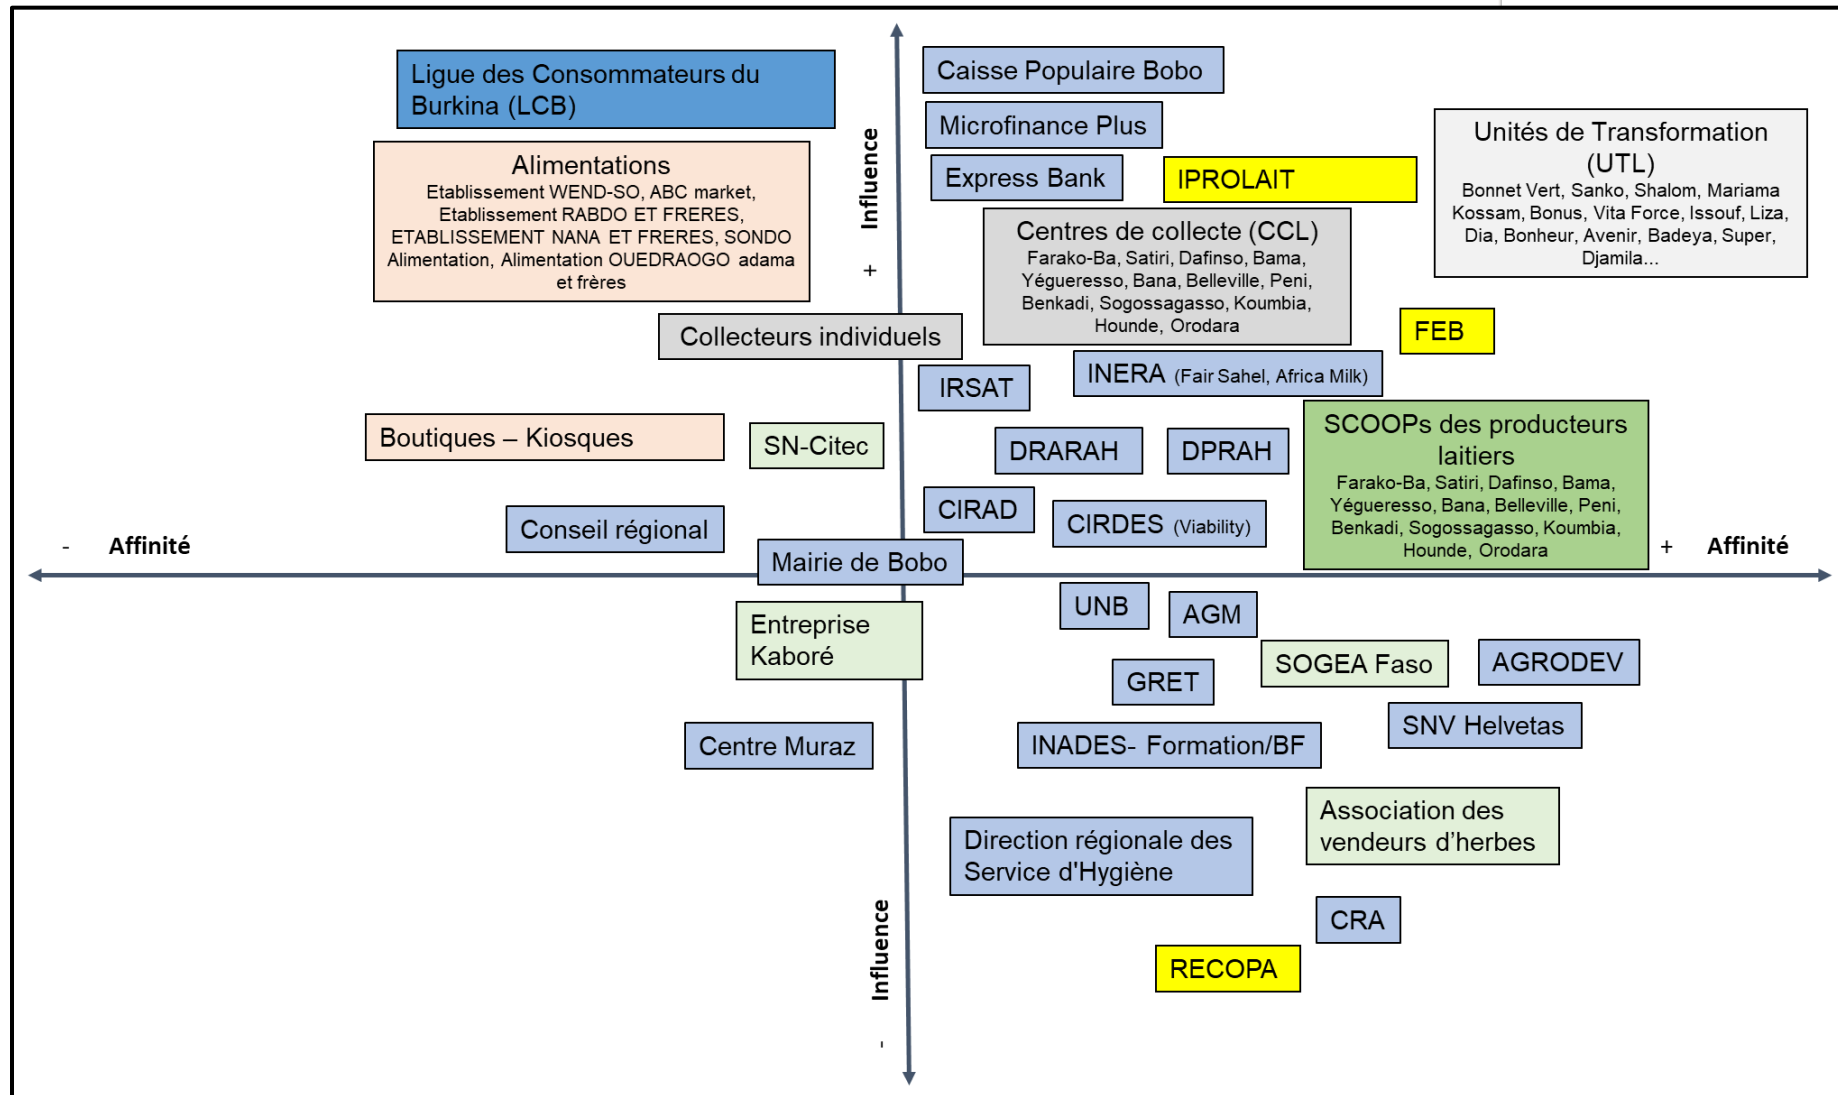 Ligue des Consommateurs du
Burkina (LCB)
Caisse Populaire Bobo
Microfinance Plus
Express Bank
IPROLAIT
Unités de Transformation
(UTL)
Bonnet Vert, Sanko, Shalom, Mariama
Kossam, Bonus, Vita Force, Issouf, Liza,
Dia, Bonheur, Avenir, Badeya, Super,
Djamila...
Alimentations
Etablissement WEND-SO, ABC market,
Etablissement RABDO ET FRERES,
ETABLISSEMENT NANA ET FRERES, SONDO
Alimentation, Alimentation OUEDRAOGO adama
et frères
+ Influence
Centres de collecte (CCL)
Farako-Ba, Satiri, Dafinso, Bama,
Yégueresso, Bana, Belleville, Peni,
Benkadi, Sogossagasso, Koumbia,
Hounde, Orodara
Collecteurs individuels
FEB
INERA (Fair Sahel, Africa Milk)
IRSAT
Boutiques – Kiosques
SN-Citec
DRARAH
DPRAH
SCOOPs des producteurs
laitiers
Farako-Ba, Satiri, Dafinso, Bama,
Yégueresso, Bana, Belleville, Peni,
Benkadi, Sogossagasso, Koumbia,
Hounde, Orodara
Conseil régional
CIRAD
CIRDES (Viability)
- Affinité
Mairie de Bobo
+ Affinité
Entreprise
Kaboré
UNB
AGM
SOGEA Faso
AGRODEV
GRET
SNV Helvetas
Centre Muraz
INADES- Formation/BF
Association des
vendeurs d'herbes
Direction régionale des
Service d'Hygiène
CRA
RECOPA
- Influence